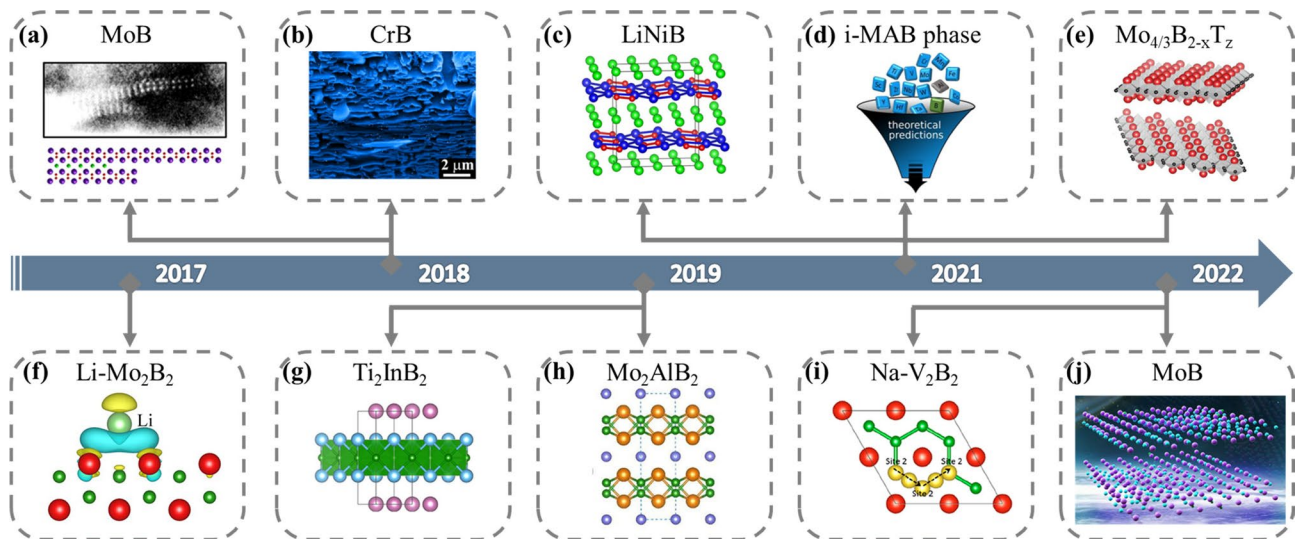 (a) MoB
(b) CrB
2 μm
(c) LiNiB
(d) i-MAB phase
theoretical
predictions
(e) Mo₄/₃B₂₋ₓT_z
2017 2018 2019 2021 2022
(f) Li-Mo₂B₂
Li
(g) Ti₂InB₂
(h) Mo₂AlB₂
(i) Na-V₂B₂
Site 2 Site 2
Site 2
(j) MoB